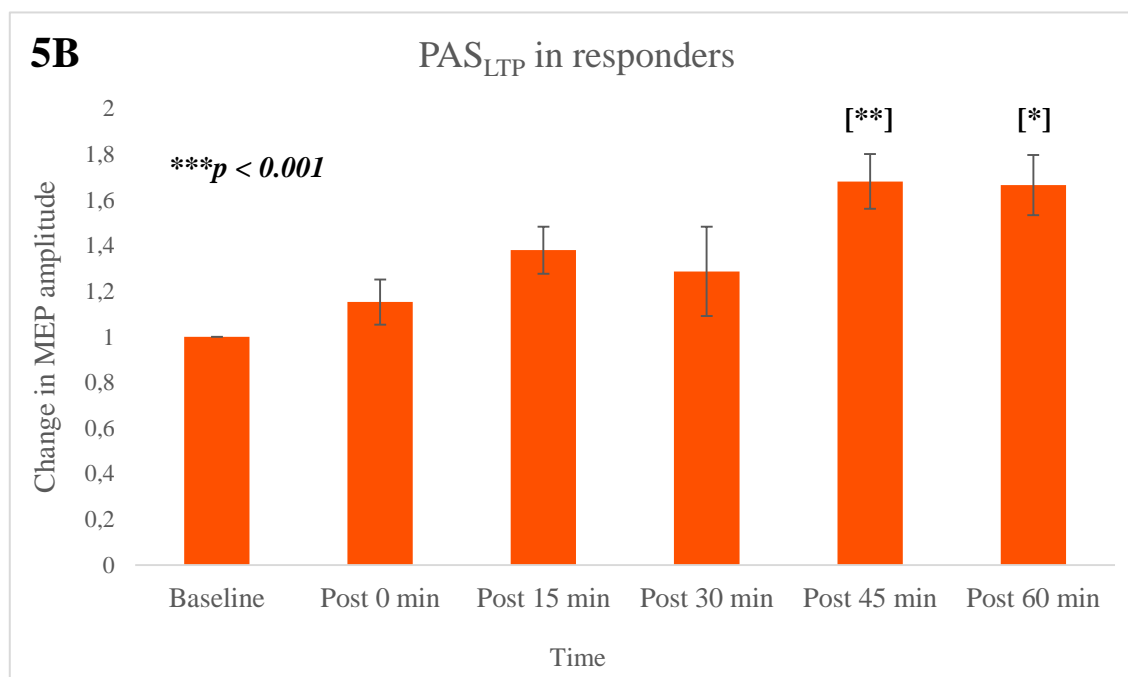 5B
PAS_LTP in responders
[**] [*]
***p < 0.001
Change in MEP amplitude
2
1,8
1,6
1,4
1,2
1
0,8
0,6
0,4
0,2
0
Baseline Post 0 min Post 15 min Post 30 min Post 45 min Post 60 min
Time